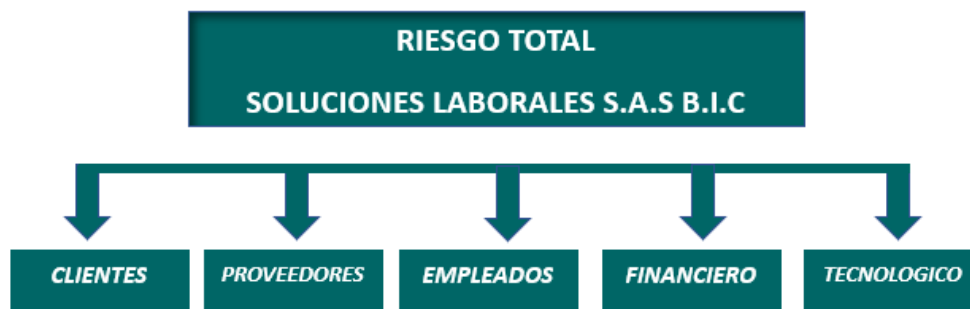 RIESGO TOTAL
SOLUCIONES LABORALES S.A.S B.I.C
CLIENTES
PROVEEDORES
EMPLEADOS
FINANCIERO
TECNOLOGICO